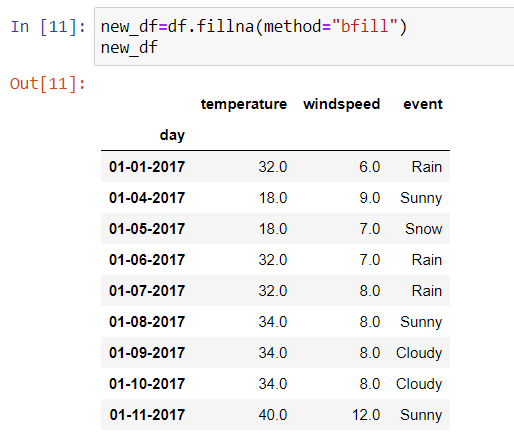 In [11]: new_df=df.fillna(method="bfill")
new_df
Out[11]:
temperature windspeed event
day
01-01-2017 32.0 6.0 Rain
01-04-2017 18.0 9.0 Sunny
01-05-2017 18.0 7.0 Snow
01-06-2017 32.0 7.0 Rain
01-07-2017 32.0 8.0 Rain
01-08-2017 34.0 8.0 Sunny
01-09-2017 34.0 8.0 Cloudy
01-10-2017 34.0 8.0 Cloudy
01-11-2017 40.0 12.0 Sunny